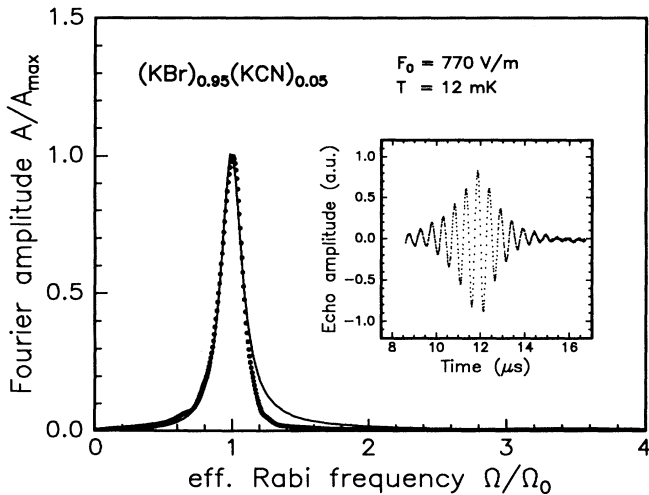 1.5
1.0
0.5
0.0
Fourier amplitude A/A_max
(KBr)_0.95(KCN)_0.05
F_0 = 770 V/m
T = 12 mK
1.0
0.5
0.0
−0.5
−1.0
Echo amplitude (a.u.)
8 10 12 14 16
Time (μs)
0 1 2 3 4
eff. Rabi frequency Ω/Ω_0